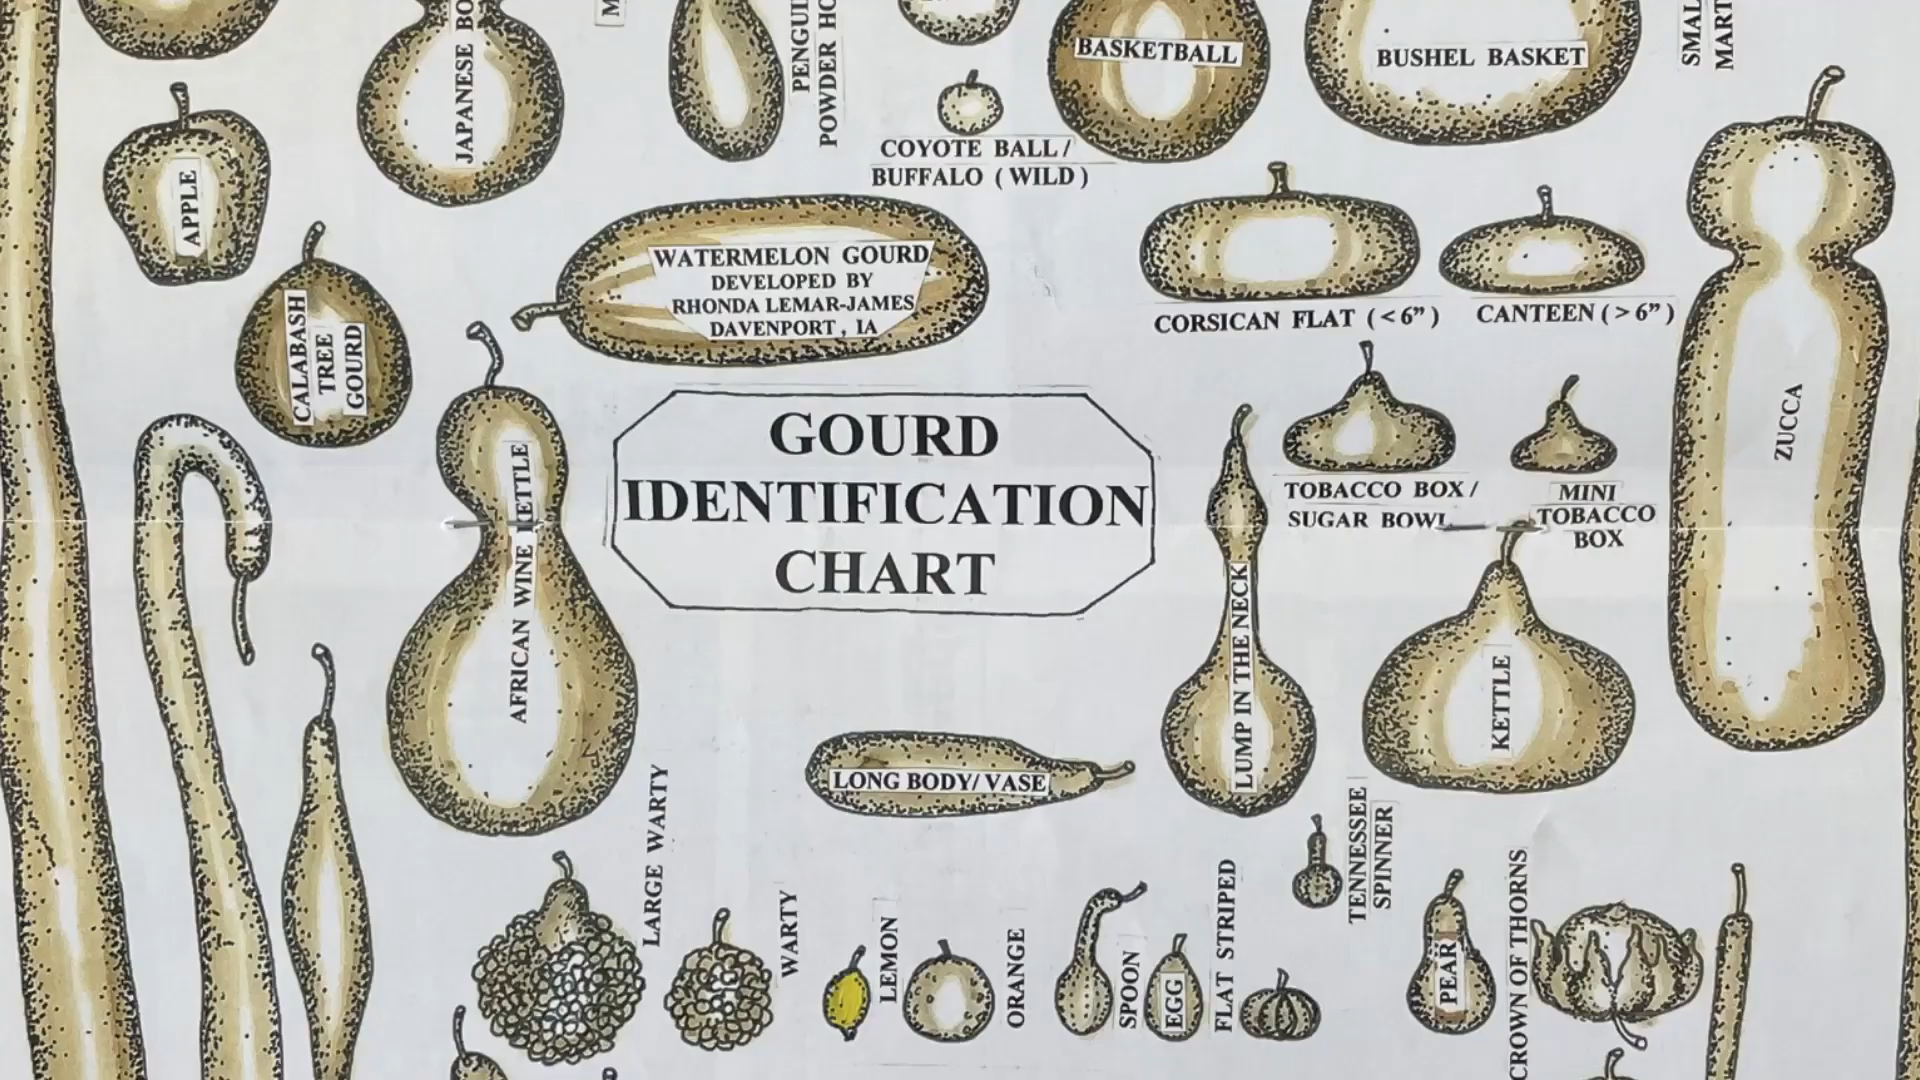 JAPANESE
PENGUIN
POWDER
BASKETBALL
BUSHEL BASKET
COYOTE BALL /
BUFFALO ( WILD )
APPLE
WATERMELON GOURD
DEVELOPED BY
RHONDA LEMAR-JAMES
DAVENPORT , IA
CORSICAN FLAT ( < 6” )
CANTEEN ( > 6” )
CALABASH
TREE
GOURD
ZUCCA
AFRICAN WINE KETTLE
GOURD
IDENTIFICATION
CHART
TOBACCO BOX /
SUGAR BOWL
MINI
TOBACCO
BOX
LUMP IN THE NECK
KETTLE
LONG BODY/ VASE
TENNESSEE
SPINNER
LARGE WARTY
WARTY
LEMON
ORANGE
SPOON
EGG
FLAT STRIPED
PEAR
CROWN OF THORNS